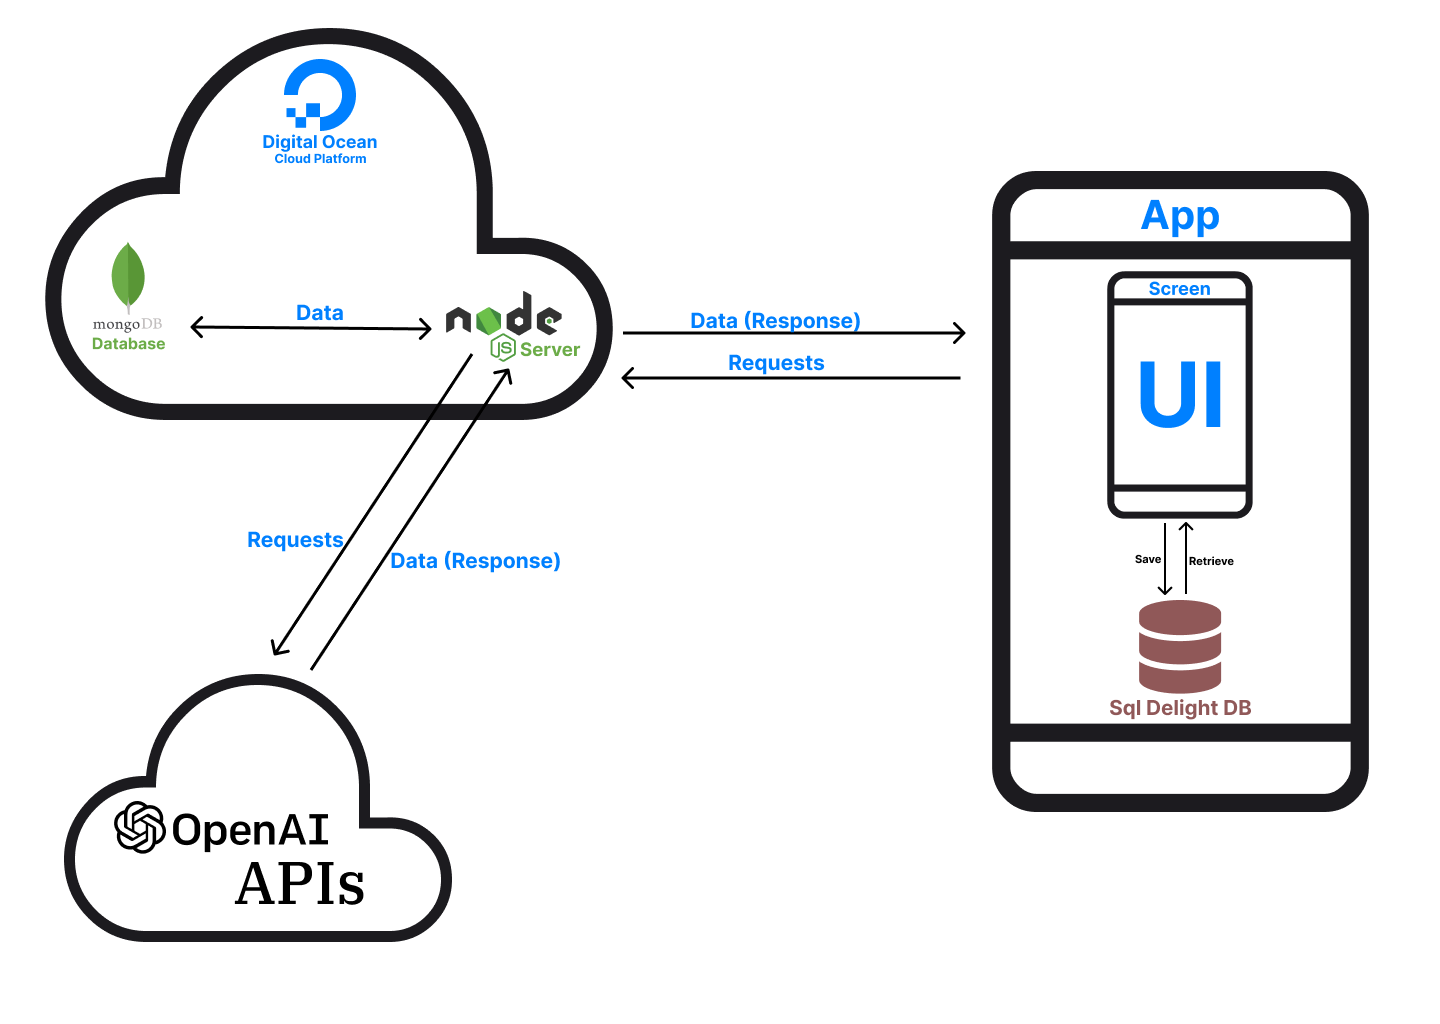 Digital Ocean
Cloud Platform
mongoDB
Database
Data
node
JS Server
Data (Response)
Requests
App
Screen
UI
Save
Retrieve
Sql Delight DB
Requests
Data (Response)
OpenAI
APIs